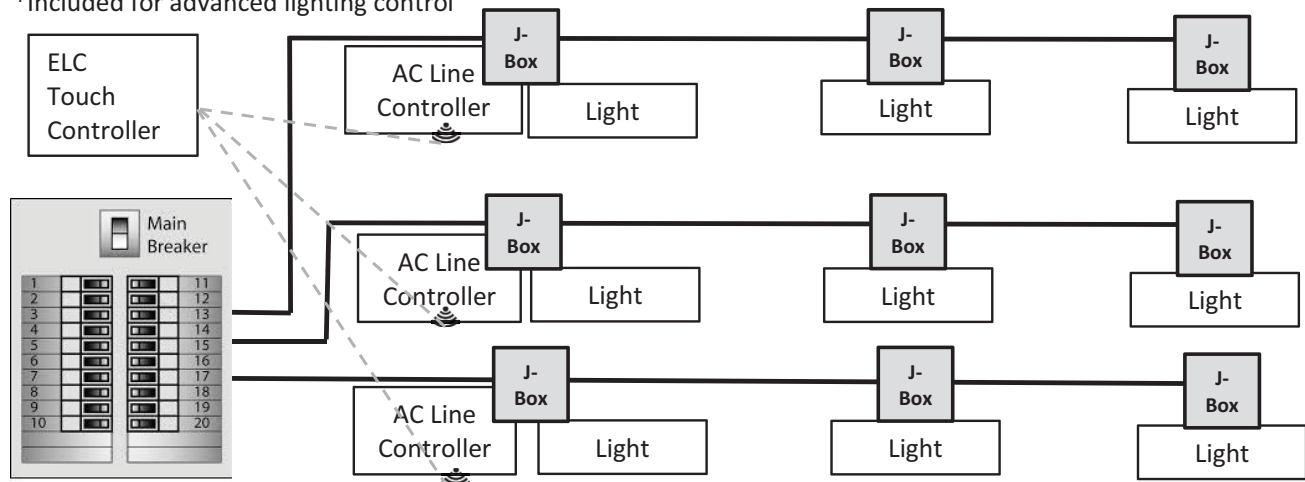 *Included for advanced lighting control
ELC
Touch
Controller
AC Line
Controller
J-
Box
Light
J-
Box
Light
J-
Box
Light
Main
Breaker
1
2
3
4
5
6
7
8
9
10
11
12
13
14
15
16
17
18
19
20
AC Line
Controller
J-
Box
Light
J-
Box
Light
J-
Box
Light
AC Line
Controller
J-
Box
Light
J-
Box
Light
J-
Box
Light